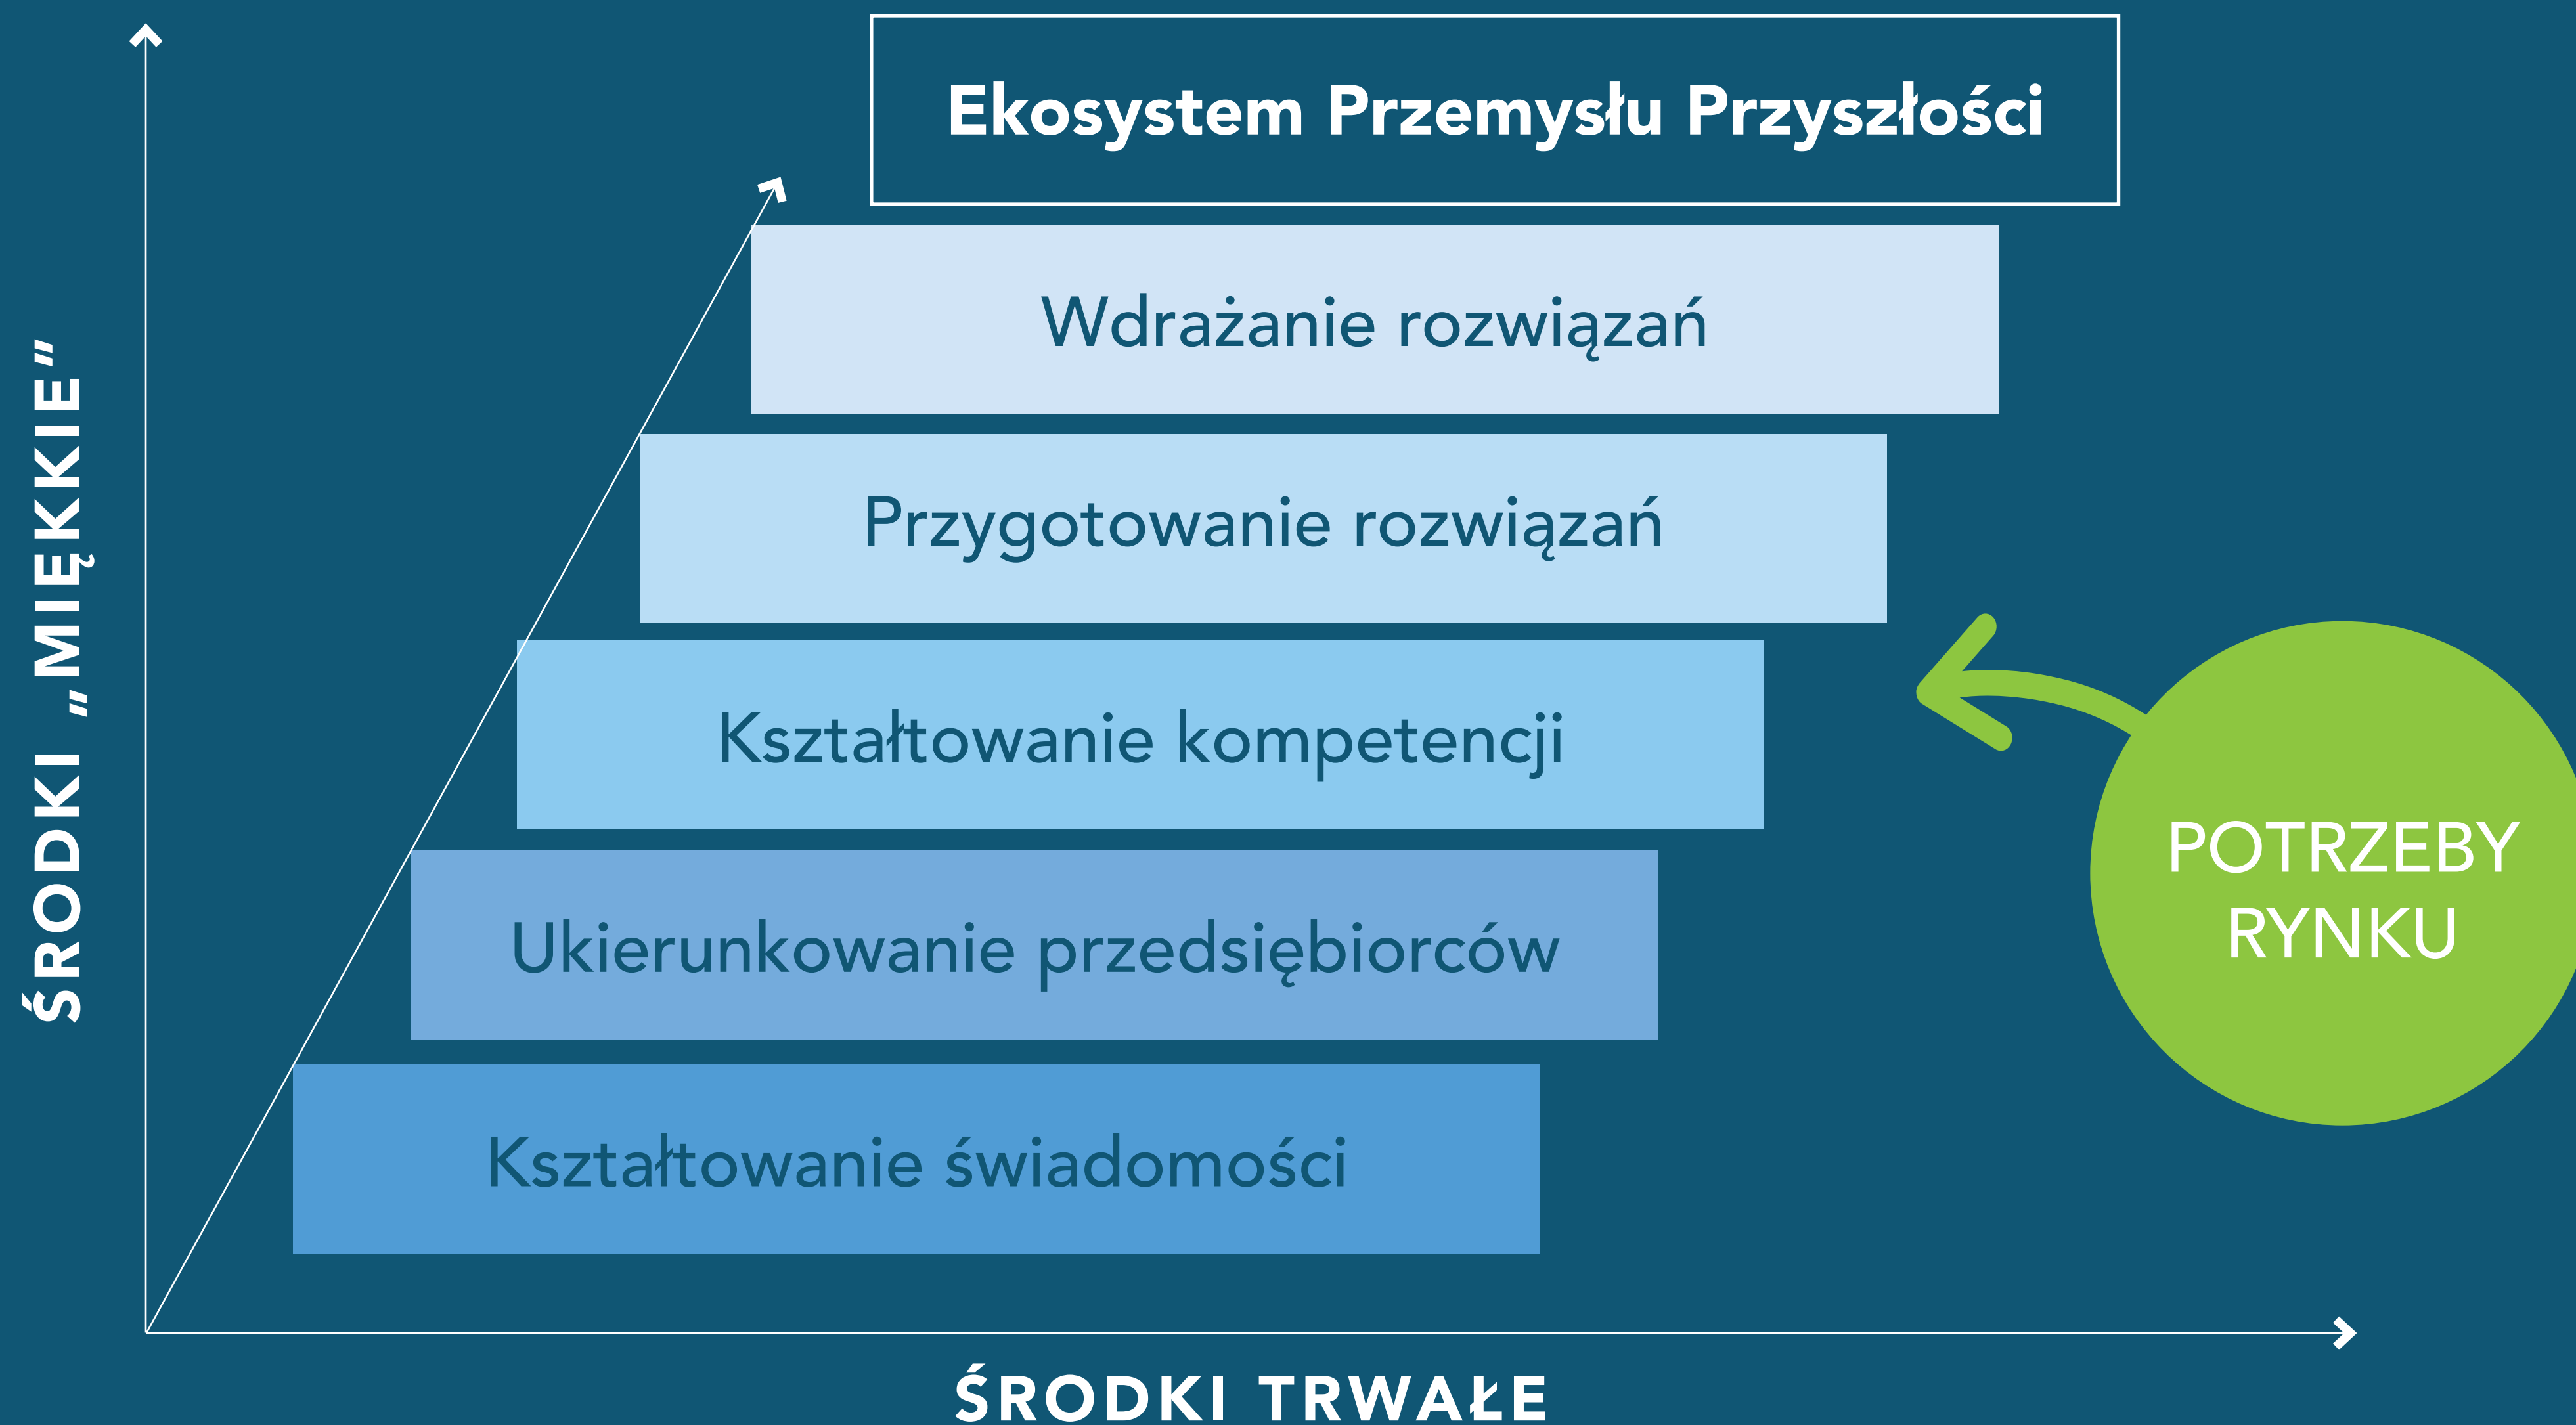 Ekosystem Przemysłu Przyszłości
Wdrażanie rozwiązań
Przygotowanie rozwiązań
Kształtowanie kompetencji
Ukierunkowanie przedsiębiorców
Kształtowanie świadomości
ŚRODKI „MIĘKKIE”
ŚRODKI TRWAŁE
POTRZEBY
RYNKU